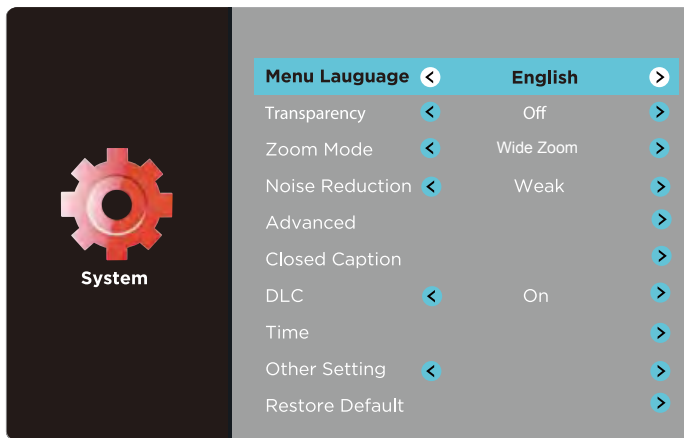 System
Menu Lauguage < English >
Transparency < Off >
Zoom Mode < Wide Zoom >
Noise Reduction < Weak >
Advanced >
Closed Caption >
DLC < On >
Time >
Other Setting < >
Restore Default >